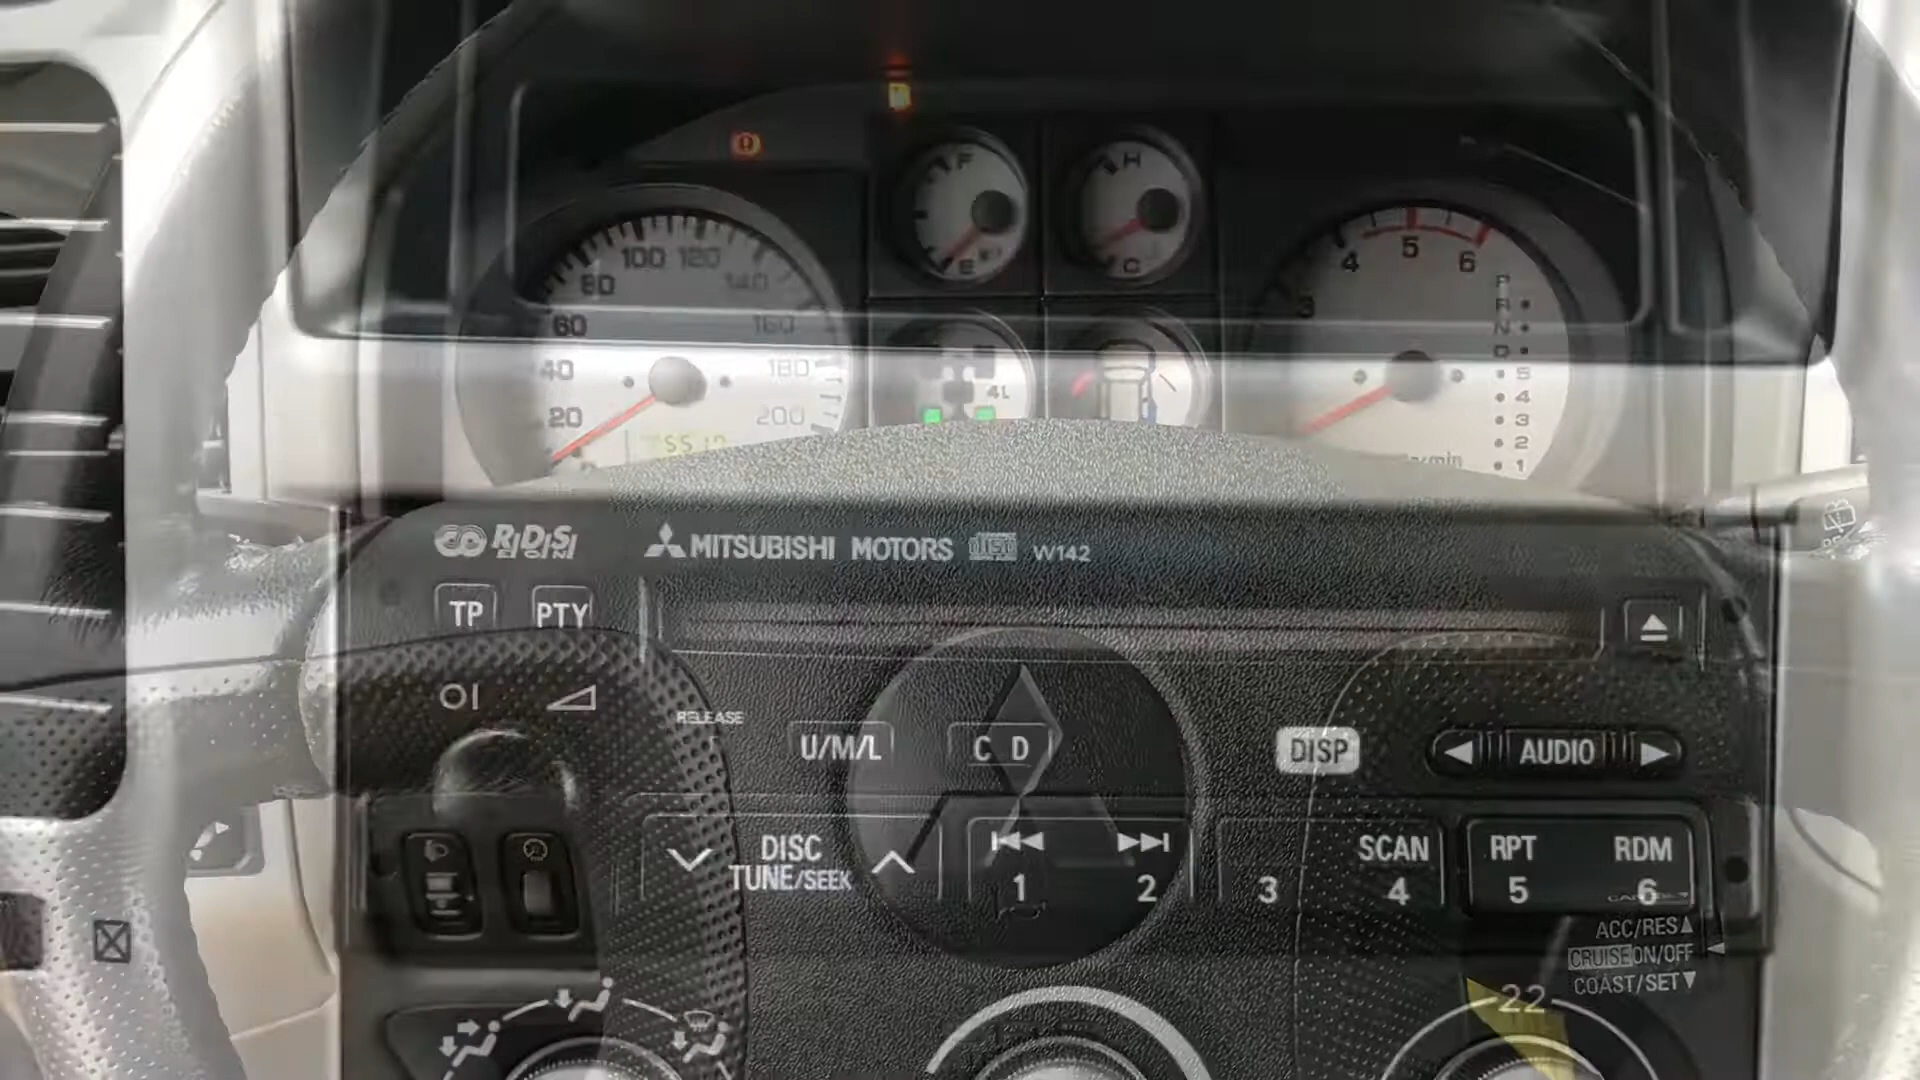 F
H
100 120
80
140
4 5 6
E
C
P
60
160
3
R
N
40
180
D
5
4L
4
20
200
3
2
1
RDS
MITSUBISHI MOTORS
disc
W142
TP
PTY
RELEASE
U/M/L
CD
DISP
AUDIO
DISC
TUNE/SEEK
1
2
3
SCAN
4
RPT
5
RDM
6
ACC/RES
CRUISE ON/OFF
COAST/SET
22